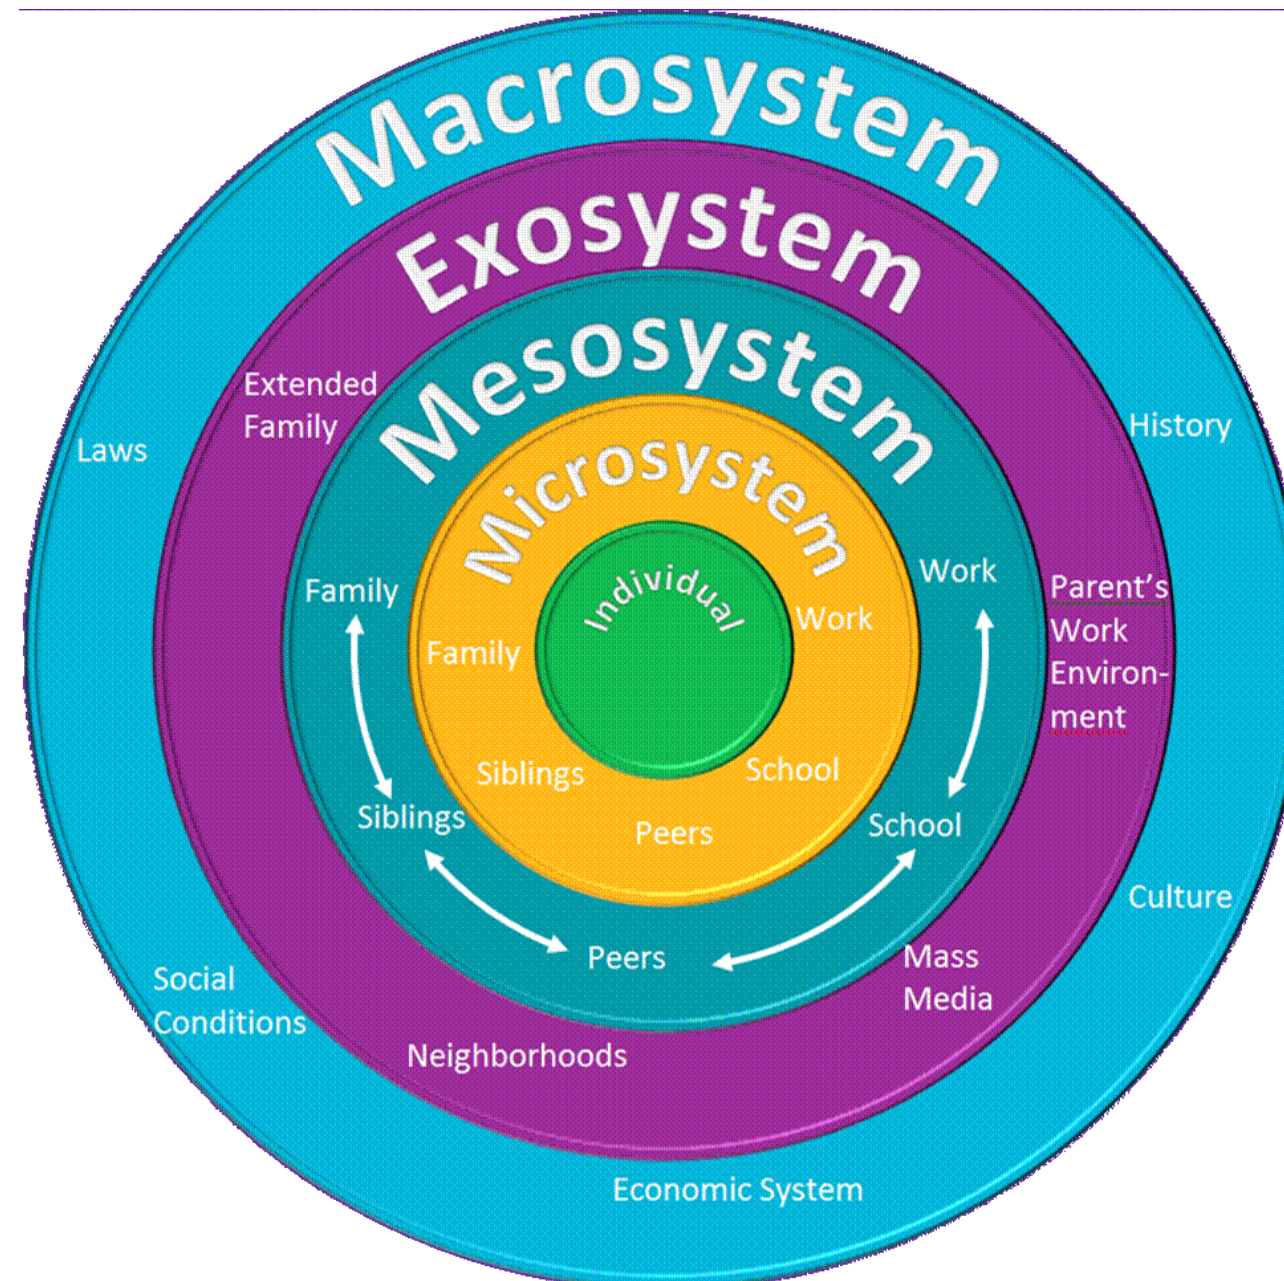 Macrosystem
Exosystem
Mesosystem
Microsystem
Individual
Extended
Family
Laws
History
Family
Work
Parent's
Work
Environ-
ment
Family
Work
Siblings
School
Peers
Siblings
School
Peers
Culture
Mass
Media
Social
Conditions
Neighborhoods
Economic System